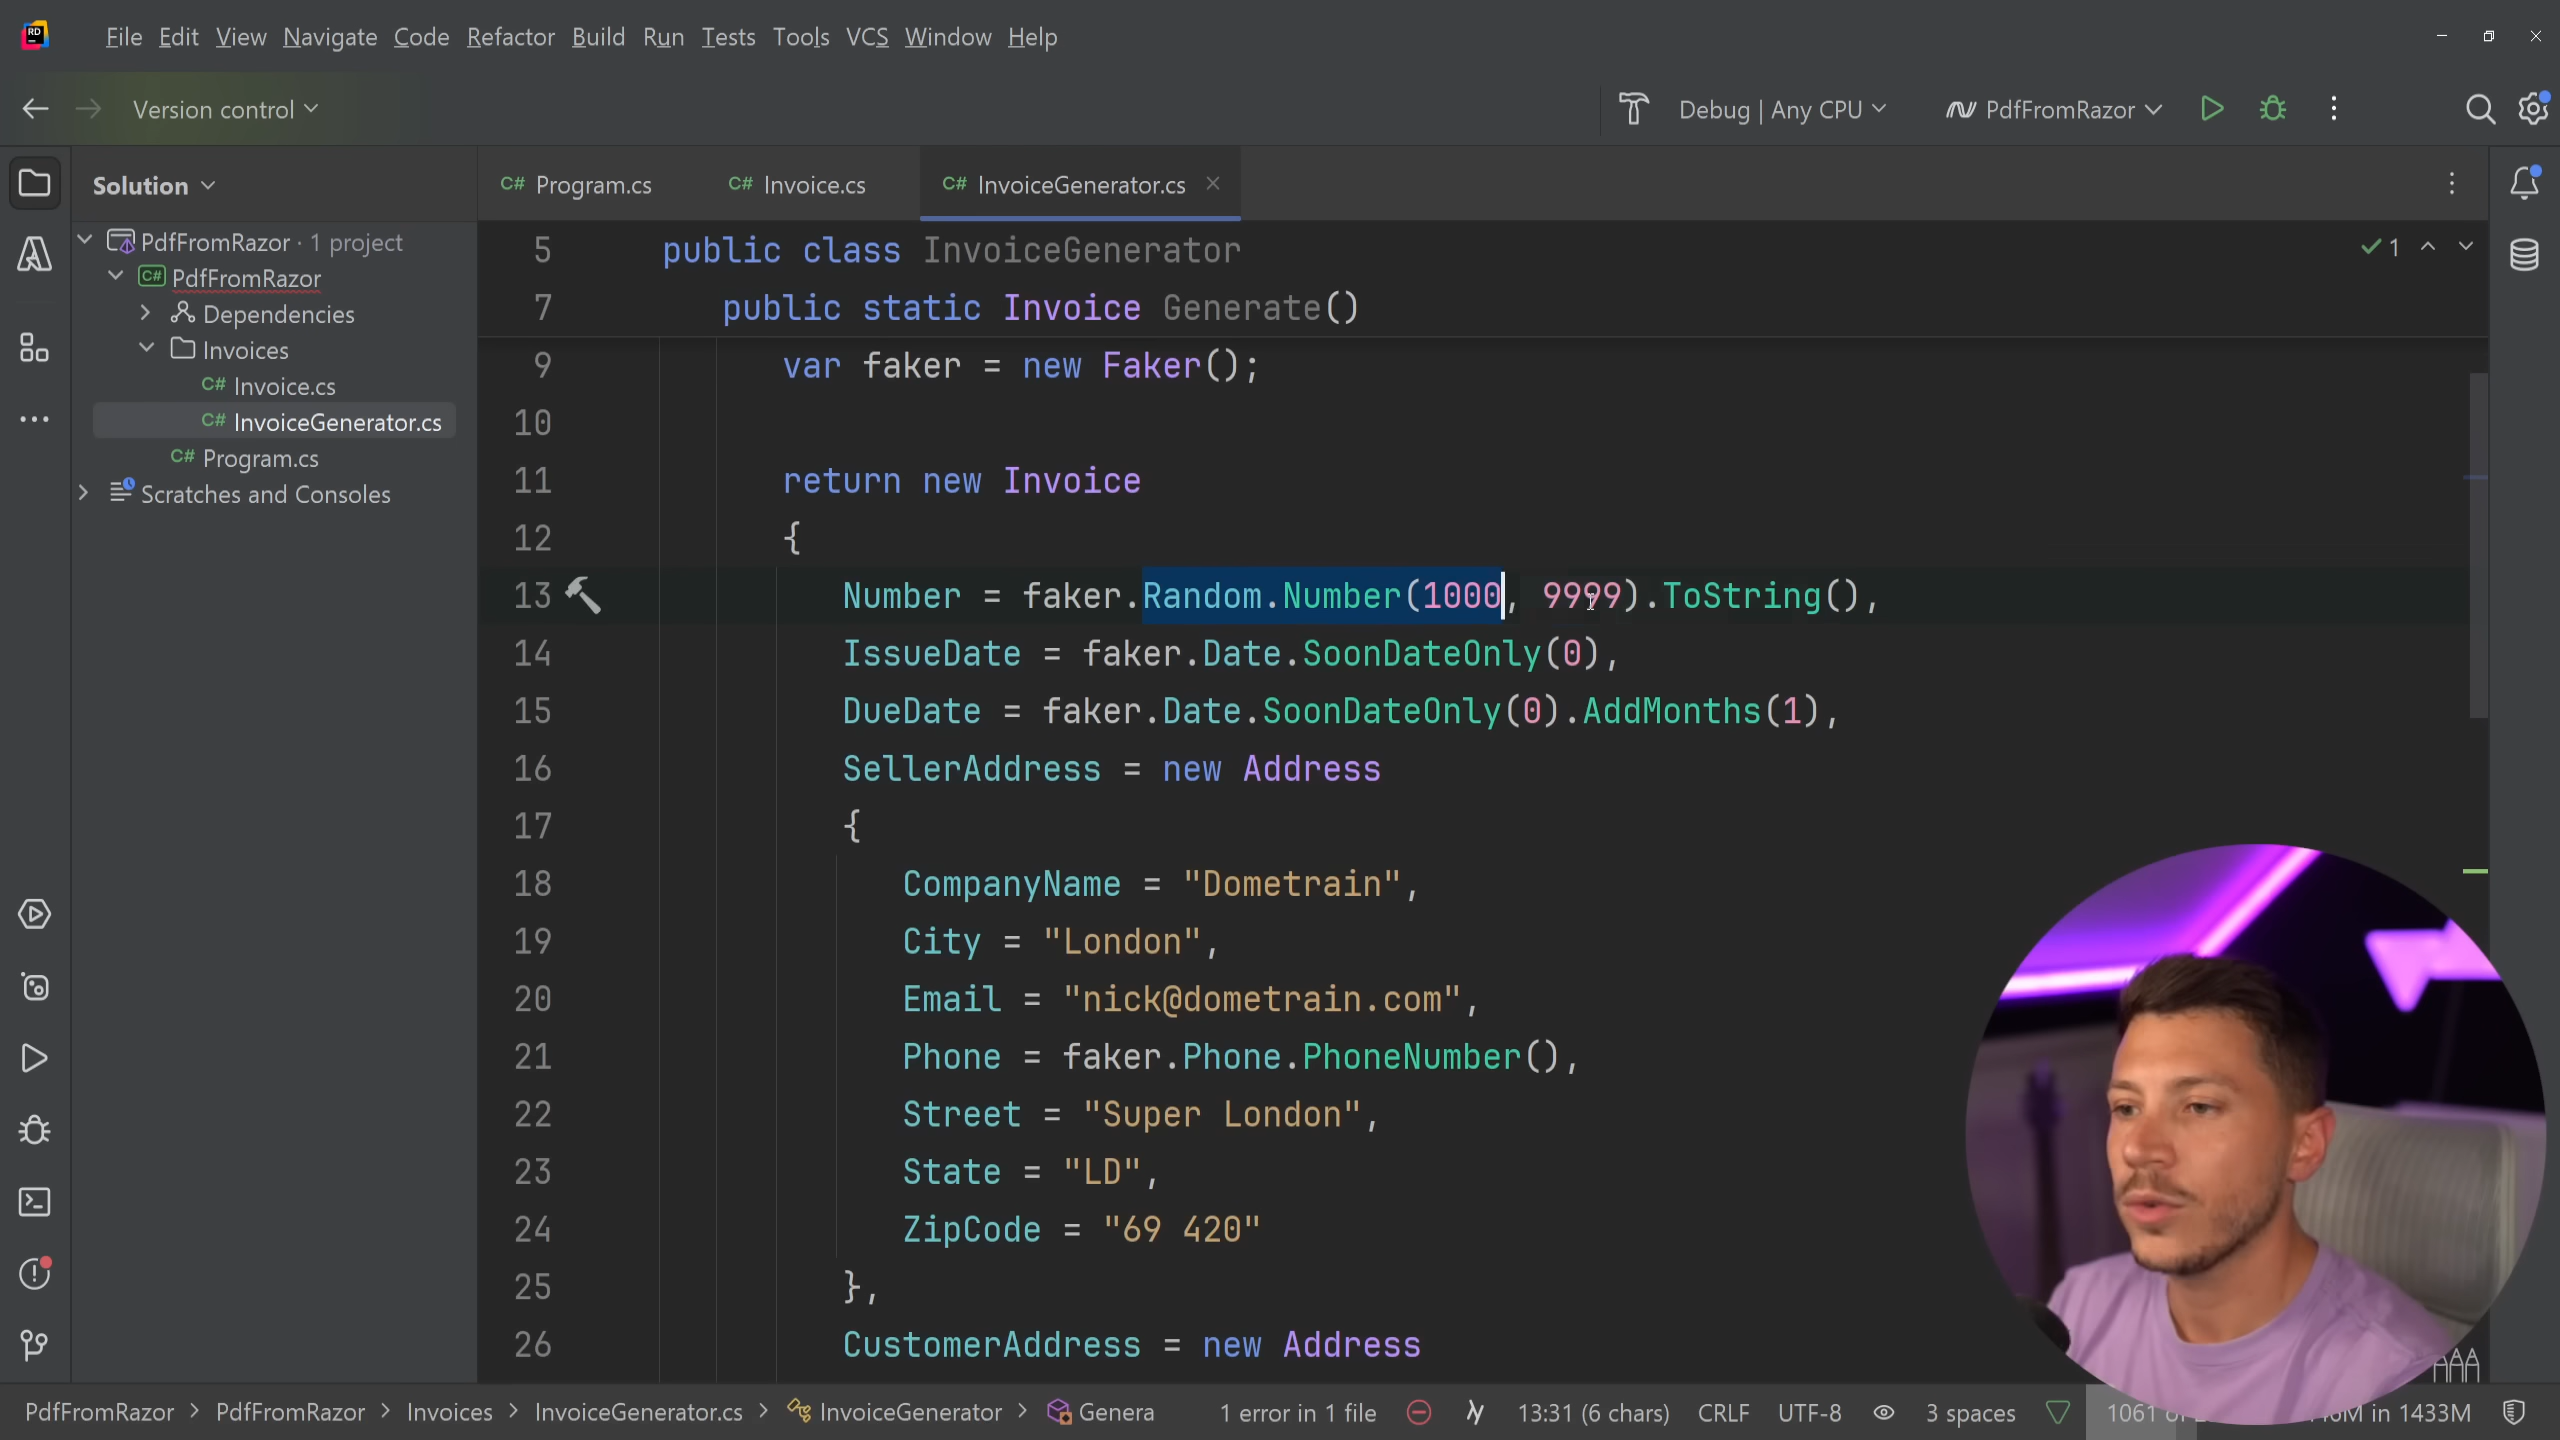 RD File Edit View Navigate Code Refactor Build Run Tests Tools VCS Window Help
Version control Debug | Any CPU PdfFromRazor
Solution
PdfFromRazor · 1 project
C# PdfFromRazor
Dependencies
Invoices
C# Invoice.cs
C# InvoiceGenerator.cs
C# Program.cs
Scratches and Consoles
C# Program.cs C# Invoice.cs C# InvoiceGenerator.cs
1
5 public class InvoiceGenerator
7 public static Invoice Generate()
9 var faker = new Faker();
10
11 return new Invoice
12 {
13 Number = faker.Random.Number(1000, 9999).ToString(),
14 IssueDate = faker.Date.SoonDateOnly(0),
15 DueDate = faker.Date.SoonDateOnly(0).AddMonths(1),
16 SellerAddress = new Address
17 {
18 CompanyName = "Dometrain",
19 City = "London",
20 Email = "nick@dometrain.com",
21 Phone = faker.Phone.PhoneNumber(),
22 Street = "Super London",
23 State = "LD",
24 ZipCode = "69 420"
25 },
26 CustomerAddress = new Address
PdfFromRazor > PdfFromRazor > Invoices > InvoiceGenerator.cs > InvoiceGenerator > Genera 1 error in 1 file 13:31 (6 chars) CRLF UTF-8 3 spaces 1061 in 1433M